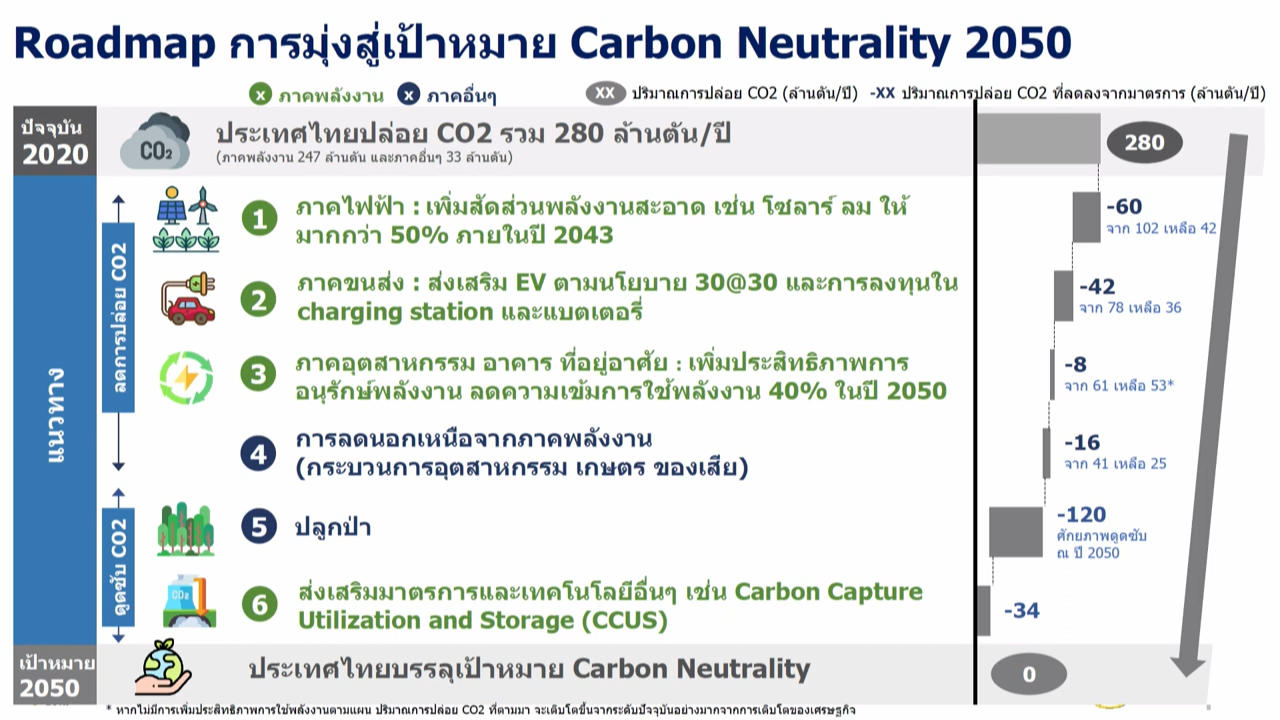 Roadmap การมุ่งสู่เป้าหมาย Carbon Neutrality 2050
x ภาคพลังงาน x ภาคอื่นๆ XX ปริมาณการปล่อย CO2 (ล้านตัน/ปี) -XX ปริมาณการปล่อย CO2 ที่ลดลงจากมาตรการ (ล้านตัน/ปี)
ปัจจุบัน
2020
CO2
ประเทศไทยปล่อย CO2 รวม 280 ล้านตัน/ปี
(ภาคพลังงาน 247 ล้านตัน และภาคอื่นๆ 33 ล้านตัน)
280
แนวทาง
ลดการปล่อย CO2
1 ภาคไฟฟ้า : เพิ่มสัดส่วนพลังงานสะอาด เช่น โซลาร์ ลม ให้
มากกว่า 50% ภายในปี 2043
-60
จาก 102 เหลือ 42
2 ภาคขนส่ง : ส่งเสริม EV ตามนโยบาย 30@30 และการลงทุนใน
charging station และแบตเตอรี่
-42
จาก 78 เหลือ 36
3 ภาคอุตสาหกรรม อาคาร ที่อยู่อาศัย : เพิ่มประสิทธิภาพการ
อนุรักษ์พลังงาน ลดความเข้มการใช้พลังงาน 40% ในปี 2050
-8
จาก 61 เหลือ 53*
4 การลดนอกเหนือจากภาคพลังงาน
(กระบวนการอุตสาหกรรม เกษตร ของเสีย)
-16
จาก 41 เหลือ 25
ดูดซับ CO2
5 ปลูกป่า
-120
ศักยภาพดูดซับ
ณ ปี 2050
CO2
6 ส่งเสริมมาตรการและเทคโนโลยีอื่นๆ เช่น Carbon Capture
Utilization and Storage (CCUS)
-34
เป้าหมาย
2050
ประเทศไทยบรรลุเป้าหมาย Carbon Neutrality
0
* หากไม่มีการเพิ่มประสิทธิภาพการใช้พลังงานตามแผน ปริมาณการปล่อย CO2 ที่ตามมา จะเติบโตขึ้นจากระดับปัจจุบันอย่างมากจากการเติบโตของเศรษฐกิจ